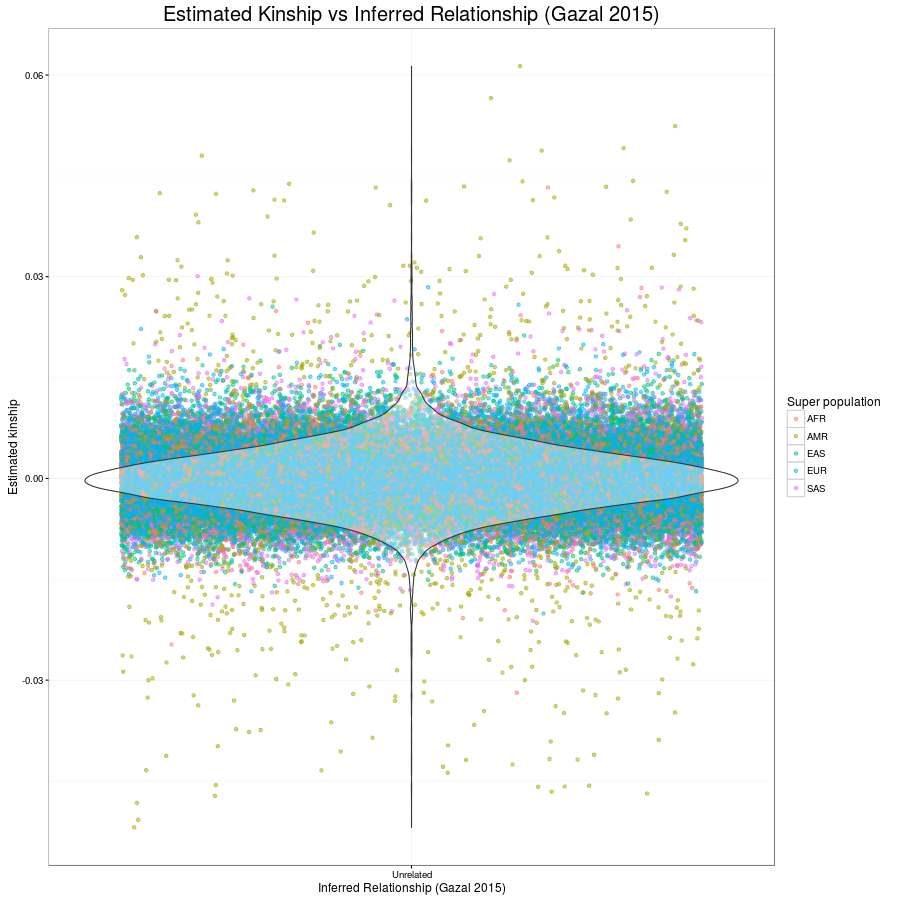 Estimated Kinship vs Inferred Relationship (Gazal 2015)
0.06
0.03
0.00
-0.03
Estimated kinship
Unrelated
Inferred Relationship (Gazal 2015)
Super population
AFR
AMR
EAS
EUR
SAS